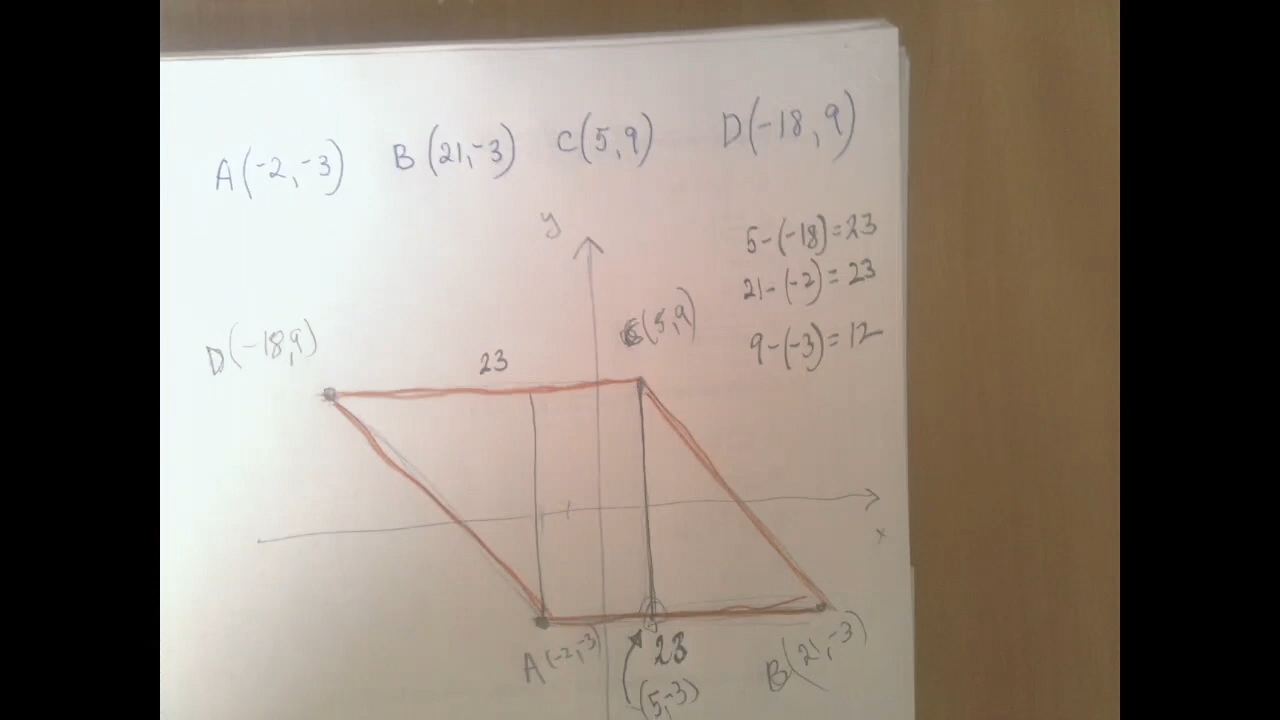 A(-2,-3) B(21,-3) C(5,9) D(-18,9)
y
5-(-18)=23
21-(-2)=23
9-(-3)=12
D(-18,9)
C(5,9)
23
x
A(-2,-3)
23
B(21,-3)
(5,-3)